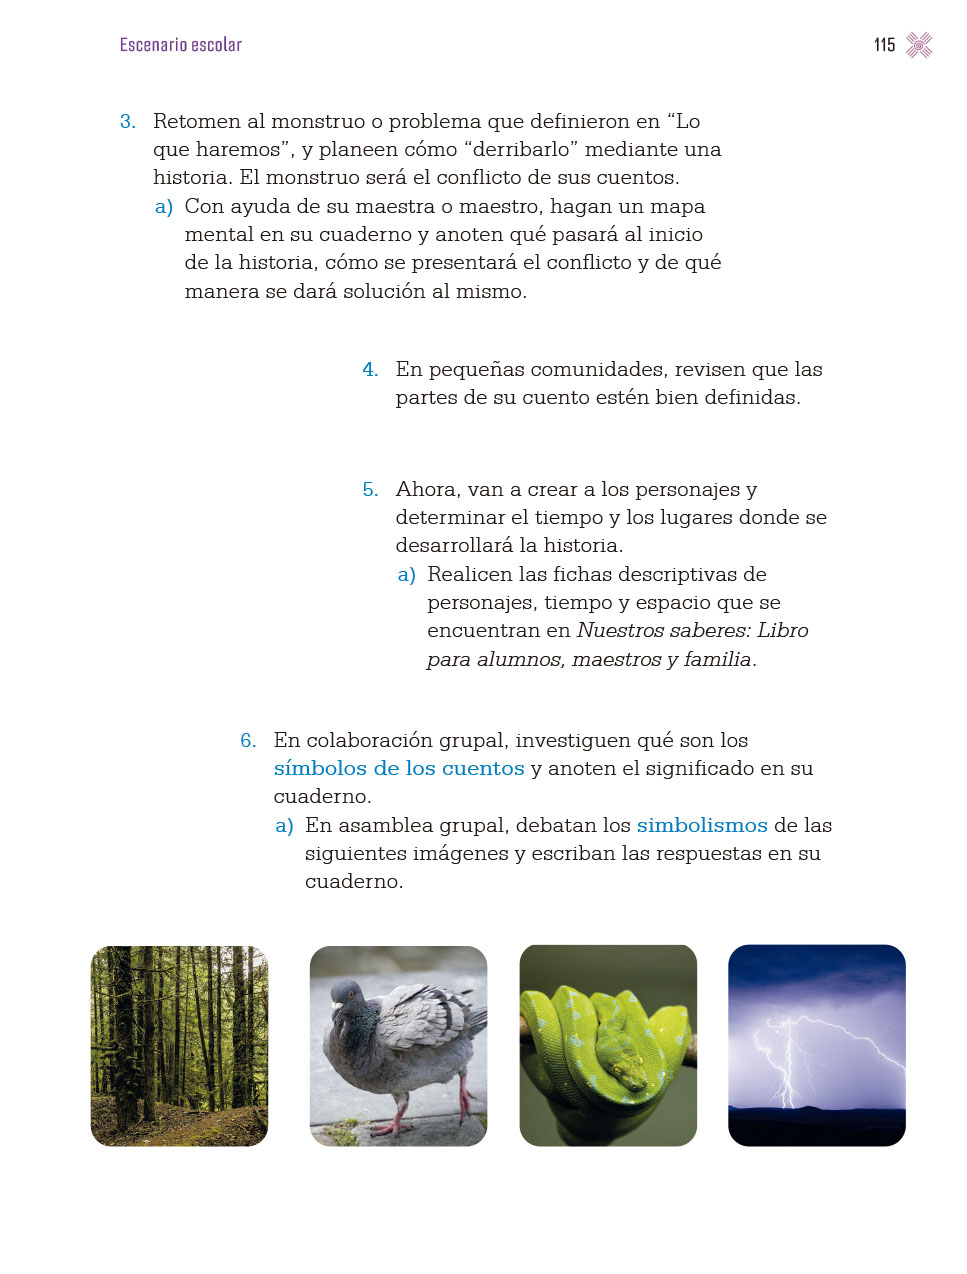 Escenario escolar
115
3. Retomen al monstruo o problema que definieron en “Lo
que haremos”, y planeen cómo “derribarlo” mediante una
historia. El monstruo será el conflicto de sus cuentos.
a) Con ayuda de su maestra o maestro, hagan un mapa
mental en su cuaderno y anoten qué pasará al inicio
de la historia, cómo se presentará el conflicto y de qué
manera se dará solución al mismo.
4. En pequeñas comunidades, revisen que las
partes de su cuento estén bien definidas.
5. Ahora, van a crear a los personajes y
determinar el tiempo y los lugares donde se
desarrollará la historia.
a) Realicen las fichas descriptivas de
personajes, tiempo y espacio que se
encuentran en Nuestros saberes: Libro
para alumnos, maestros y familia.
6. En colaboración grupal, investiguen qué son los
símbolos de los cuentos y anoten el significado en su
cuaderno.
a) En asamblea grupal, debatan los simbolismos de las
siguientes imágenes y escriban las respuestas en su
cuaderno.